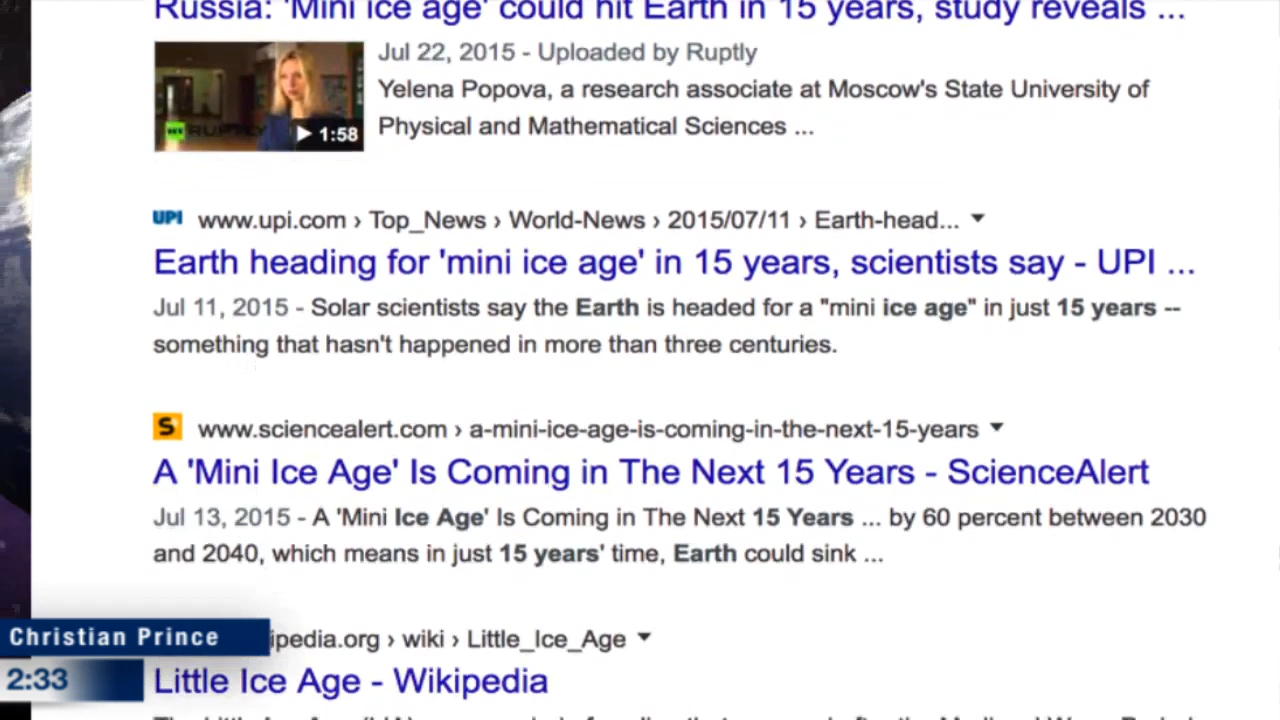 Russia: 'Mini ice age' could hit Earth in 15 years, study reveals ...
Jul 22, 2015 - Uploaded by Ruptly
Yelena Popova, a research associate at Moscow's State University of
Physical and Mathematical Sciences ...
RUPTLY
1:58
UPI www.upi.com › Top_News › World-News › 2015/07/11 › Earth-head...
Earth heading for 'mini ice age' in 15 years, scientists say - UPI ...
Jul 11, 2015 - Solar scientists say the Earth is headed for a "mini ice age" in just 15 years --
something that hasn't happened in more than three centuries.
S www.sciencealert.com › a-mini-ice-age-is-coming-in-the-next-15-years
A 'Mini Ice Age' Is Coming in The Next 15 Years - ScienceAlert
Jul 13, 2015 - A 'Mini Ice Age' Is Coming in The Next 15 Years ... by 60 percent between 2030
and 2040, which means in just 15 years' time, Earth could sink ...
Christian Prince
ipedia.org › wiki › Little_Ice_Age
2:33
Little Ice Age - Wikipedia